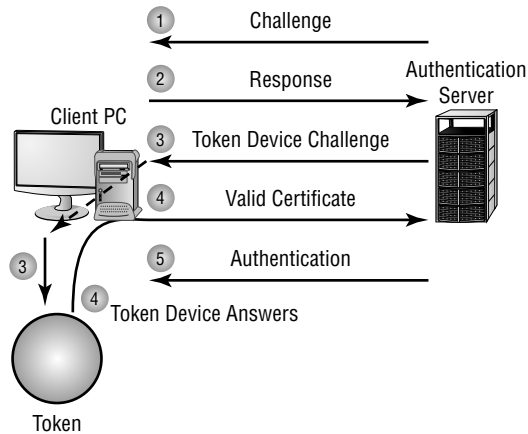 1 Challenge
2 Response
Authentication
Server
Client PC
3 Token Device Challenge
4 Valid Certificate
5 Authentication
3
4
Token Device Answers
Token